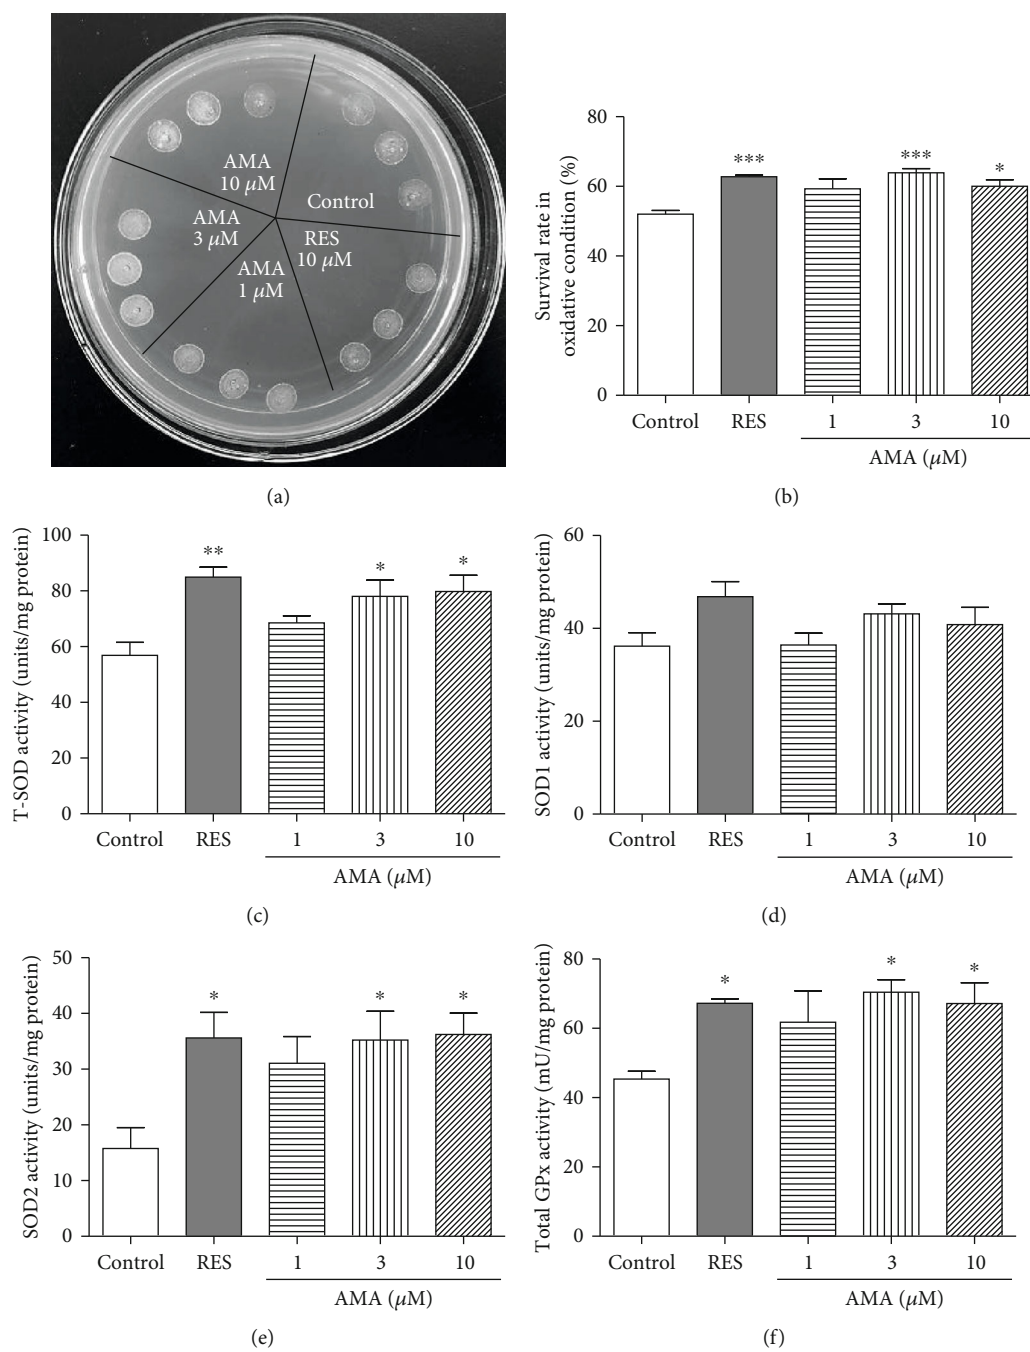 AMA
10 μM
Control
AMA
3 μM
RES
10 μM
AMA
1 μM
(a)
Survival rate in
oxidative condition (%)
80
60
40
20
0
***
***
*
Control
RES
1
3
10
AMA (μM)
(b)
T-SOD activity (units/mg protein)
100
80
60
40
20
0
**
*
*
Control
RES
1
3
10
AMA (μM)
(c)
SOD1 activity (units/mg protein)
60
40
20
0
Control
RES
1
3
10
AMA (μM)
(d)
SOD2 activity (units/mg protein)
50
40
30
20
10
0
*
*
*
Control
RES
1
3
10
AMA (μM)
(e)
Total GPx activity (mU/mg protein)
80
60
40
20
0
*
*
*
Control
RES
1
3
10
AMA (μM)
(f)